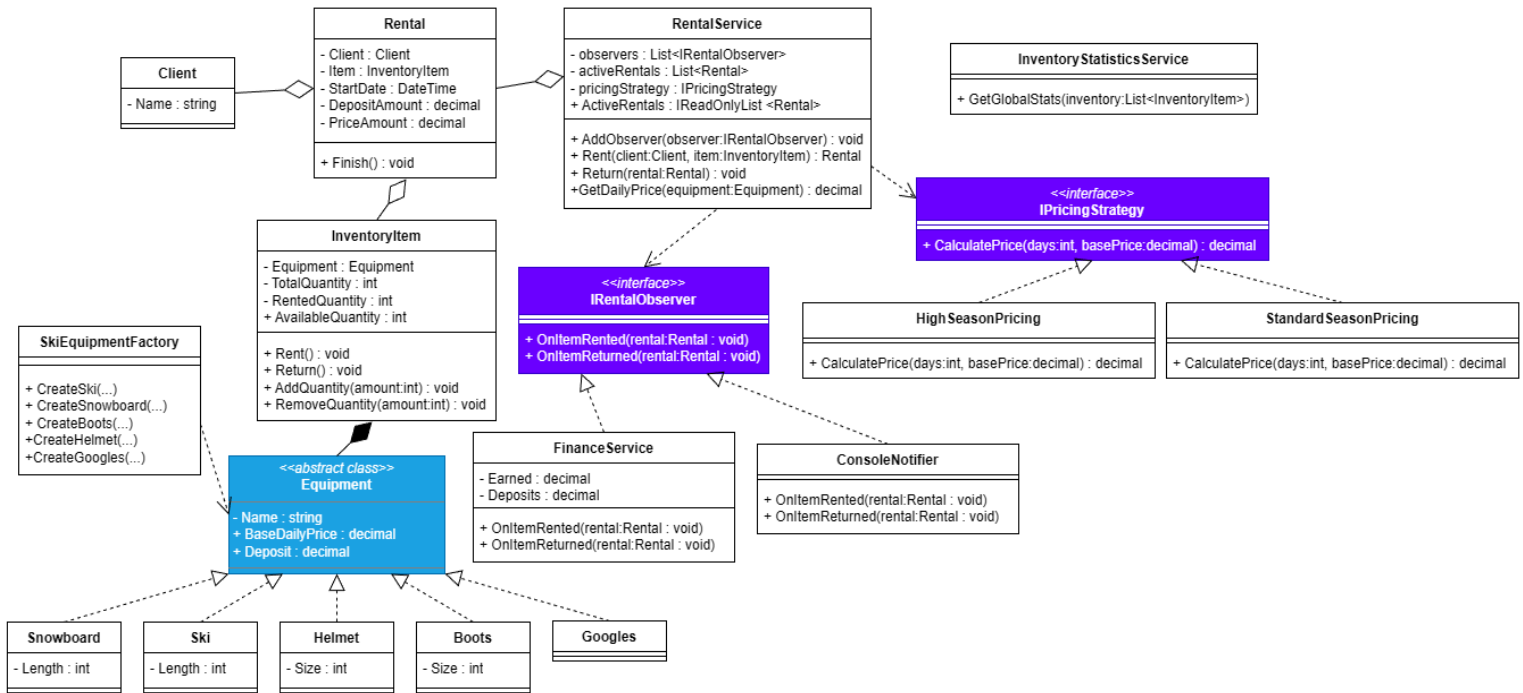 Client
- Name : string
Rental
- Client : Client
- Item : InventoryItem
- StartDate : DateTime
- DepositAmount : decimal
- PriceAmount : decimal
+ Finish() : void
RentalService
- observers : List<IRentalObserver>
- activeRentals : List<Rental>
- pricingStrategy : IPricingStrategy
+ ActiveRentals : IReadOnlyList <Rental>
+ AddObserver(observer:IRentalObserver) : void
+ Rent(client:Client, item:InventoryItem) : Rental
+ Return(rental:Rental) : void
+GetDailyPrice(equipment:Equipment) : decimal
InventoryStatisticsService
+ GetGlobalStats(inventory:List<InventoryItem>)
<<interface>>
IPricingStrategy
+ CalculatePrice(days:int, basePrice:decimal) : decimal
InventoryItem
- Equipment : Equipment
- TotalQuantity : int
- RentedQuantity : int
+ AvailableQuantity : int
+ Rent() : void
+ Return() : void
+ AddQuantity(amount:int) : void
+ RemoveQuantity(amount:int) : void
<<interface>>
IRentalObserver
+ OnItemRented(rental:Rental : void)
+ OnItemReturned(rental:Rental : void)
HighSeasonPricing
+ CalculatePrice(days:int, basePrice:decimal) : decimal
StandardSeasonPricing
+ CalculatePrice(days:int, basePrice:decimal) : decimal
SkiEquipmentFactory
+ CreateSki(...)
+ CreateSnowboard(...)
+ CreateBoots(...)
+CreateHelmet(...)
+CreateGoogles(...)
<<abstract class>>
Equipment
- Name : string
+ BaseDailyPrice : decimal
+ Deposit : decimal
FinanceService
- Earned : decimal
- Deposits : decimal
+ OnItemRented(rental:Rental : void)
+ OnItemReturned(rental:Rental : void)
ConsoleNotifier
+ OnItemRented(rental:Rental : void)
+ OnItemReturned(rental:Rental : void)
Snowboard
- Length : int
Ski
- Length : int
Helmet
- Size : int
Boots
- Size : int
Googles